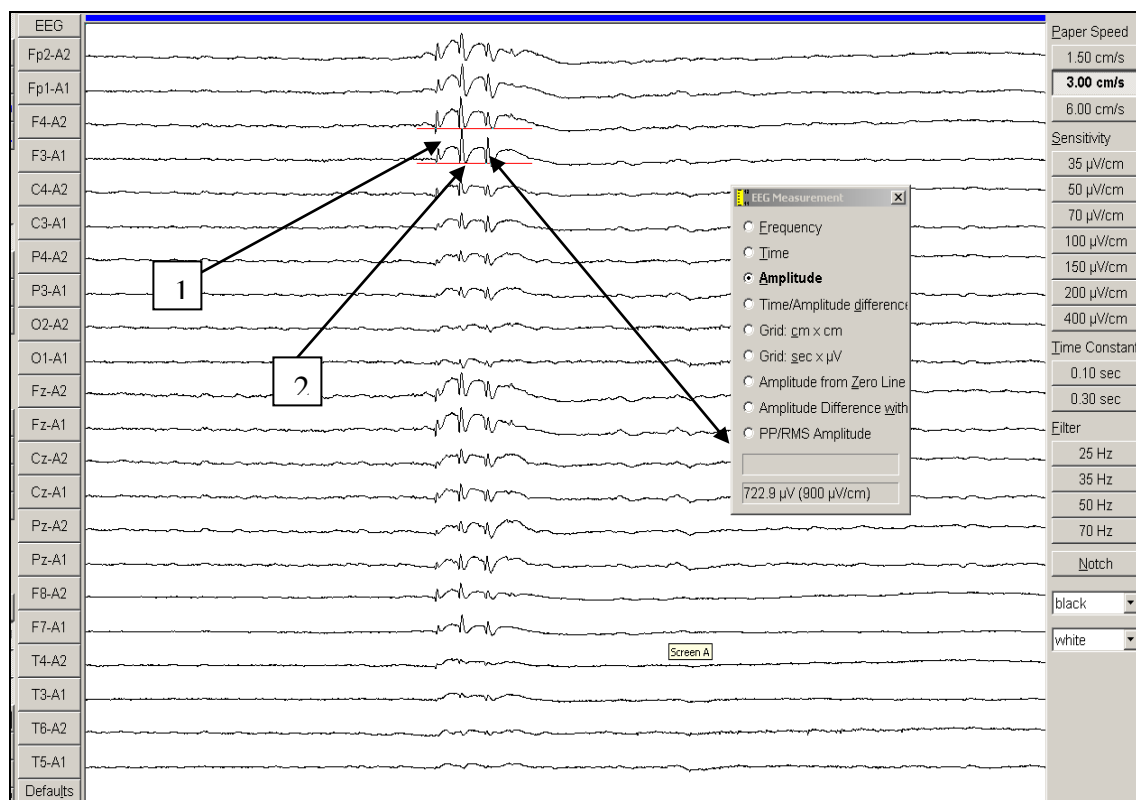 EEG
Fp2-A2
Fp1-A1
F4-A2
F3-A1
C4-A2
C3-A1
P4-A2
P3-A1
O2-A2
O1-A1
Fz-A2
Fz-A1
Cz-A2
Cz-A1
Pz-A2
Pz-A1
F8-A2
F7-A1
T4-A2
T3-A1
T6-A2
T5-A1
Defaults
1
2
EEG Measurement
Frequency
Time
Amplitude
Time/Amplitude difference
Grid: cm x cm
Grid: sec x µV
Amplitude from Zero Line
Amplitude Difference with
PP/RMS Amplitude
722.9 µV (900 µV/cm)
Screen A
Paper Speed
1.50 cm/s
3.00 cm/s
6.00 cm/s
Sensitivity
35 µV/cm
50 µV/cm
70 µV/cm
100 µV/cm
150 µV/cm
200 µV/cm
400 µV/cm
Time Constant
0.10 sec
0.30 sec
Filter
25 Hz
35 Hz
50 Hz
70 Hz
Notch
black
white